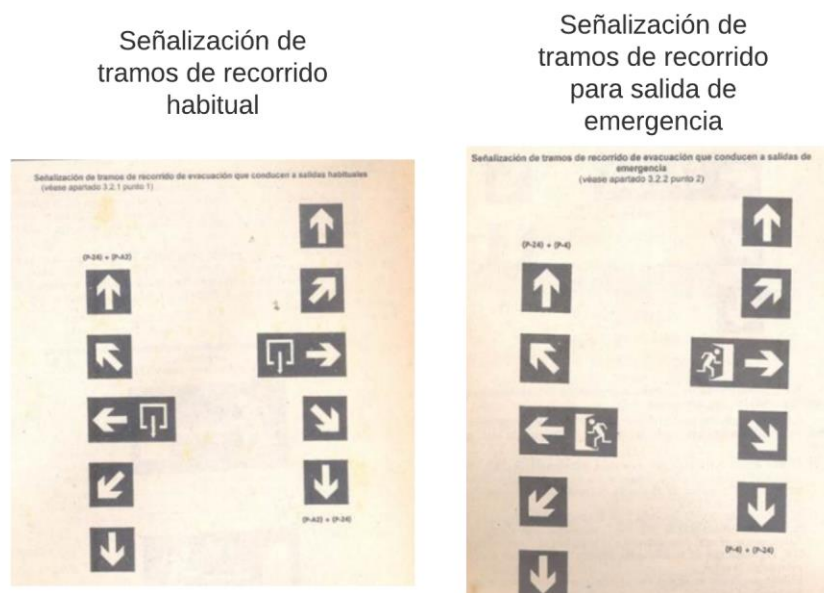 Señalización de
tramos de recorrido
habitual
Señalización de tramos de recorrido de evacuación que conducen a salidas habituales
(véase apartado 3.2.1 punto 1)
(P-24) + (P-A2)
(P-A2) + (P-24)
Señalización de
tramos de recorrido
para salida de
emergencia
Señalización de tramos de recorrido de evacuación que conducen a salidas de
emergencia
(véase apartado 3.2.2 punto 2)
(P-24) + (P-4)
(P-4) + (P-24)